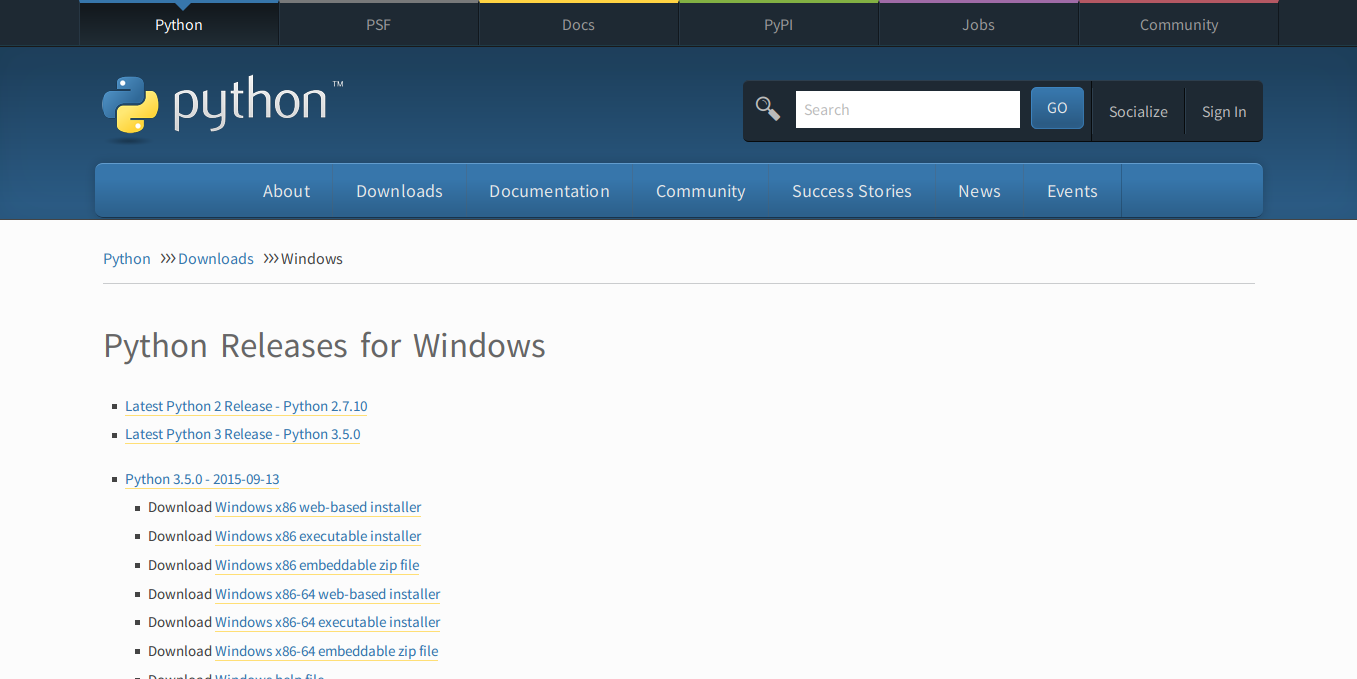 Python PSF Docs PyPI Jobs Community
python™
Search GO Socialize Sign In
About Downloads Documentation Community Success Stories News Events
Python Downloads Windows
Python Releases for Windows
Latest Python 2 Release - Python 2.7.10
Latest Python 3 Release - Python 3.5.0
Python 3.5.0 - 2015-09-13
Download Windows x86 web-based installer
Download Windows x86 executable installer
Download Windows x86 embeddable zip file
Download Windows x86-64 web-based installer
Download Windows x86-64 executable installer
Download Windows x86-64 embeddable zip file
Download Windows help file